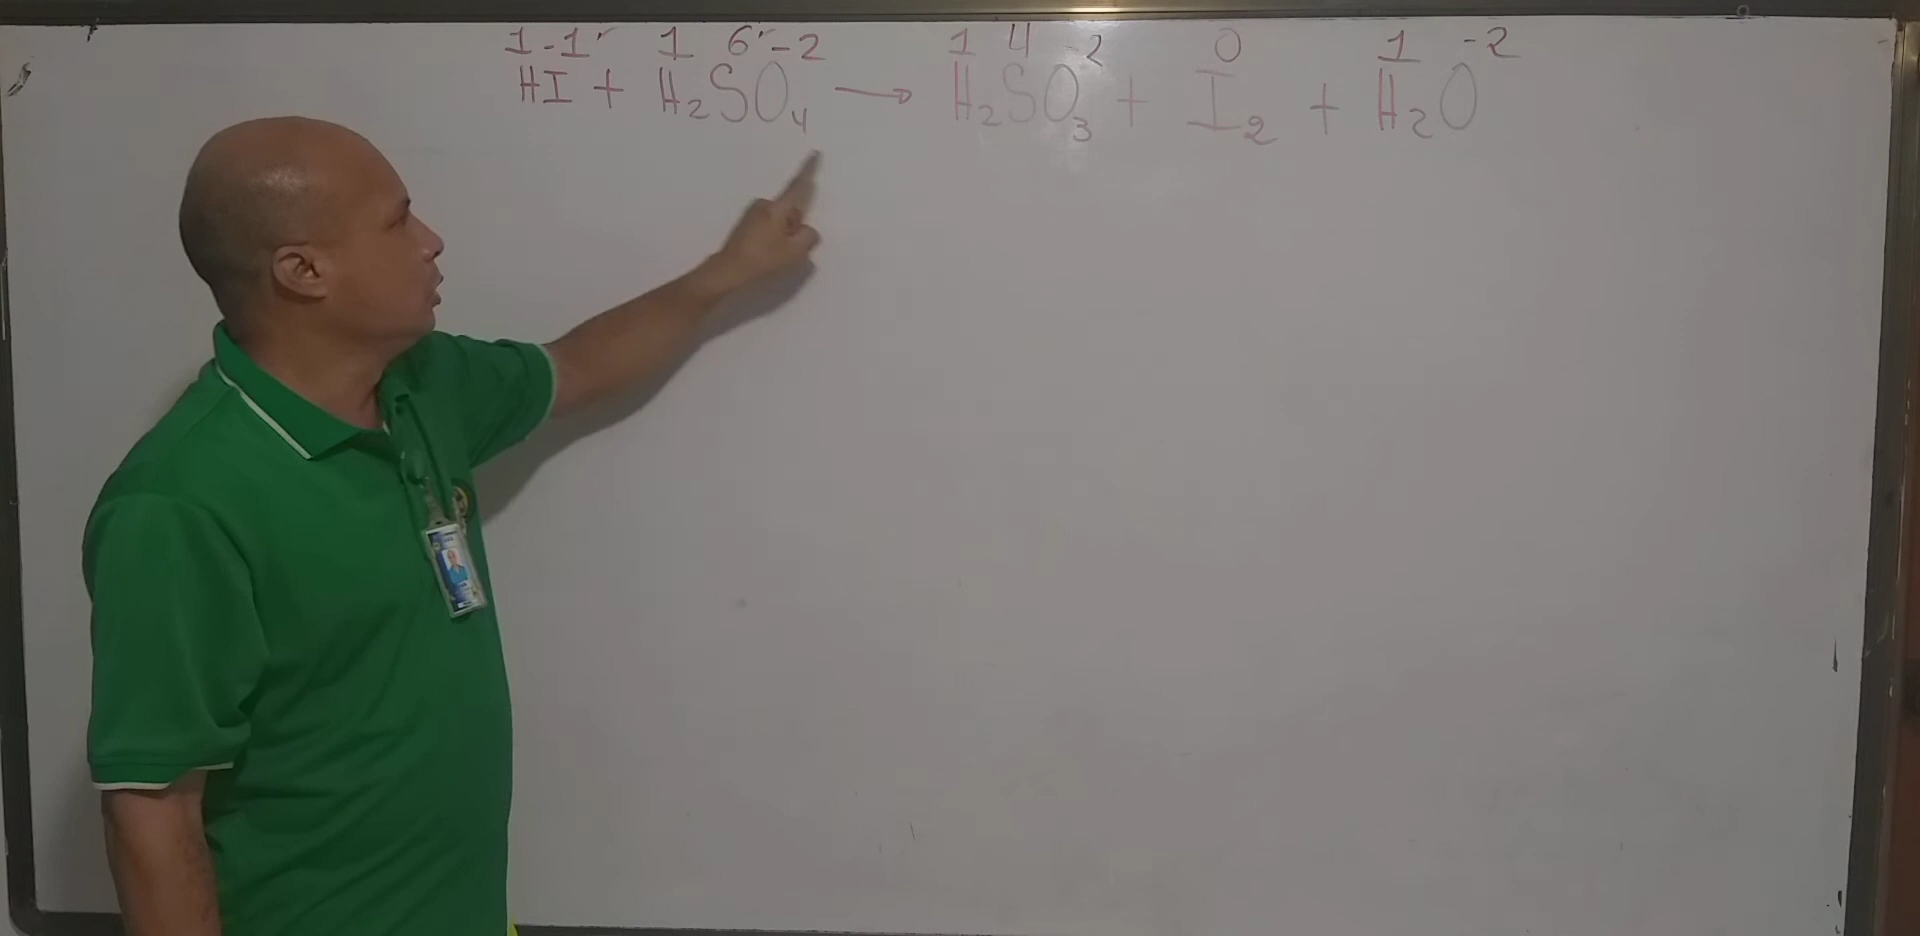 1 -1 1 6 -2 1 4 -2 0 1 -2
HI + H₂SO₄ → H₂SO₃ + I₂ + H₂O